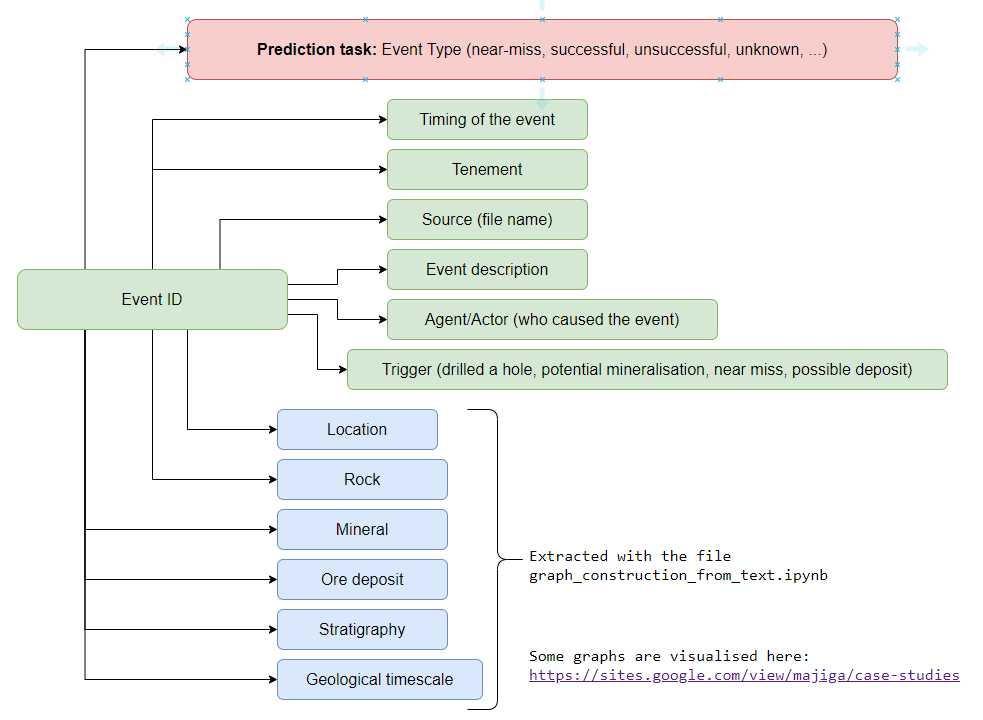 Prediction task: Event Type (near-miss, successful, unsuccessful, unknown, ...)
Timing of the event
Tenement
Source (file name)
Event description
Event ID
Agent/Actor (who caused the event)
Trigger (drilled a hole, potential mineralisation, near miss, possible deposit)
Location
Rock
Mineral
Ore deposit
Stratigraphy
Geological timescale
Extracted with the file
graph_construction_from_text.ipynb
Some graphs are visualised here:
https://sites.google.com/view/majiga/case-studies